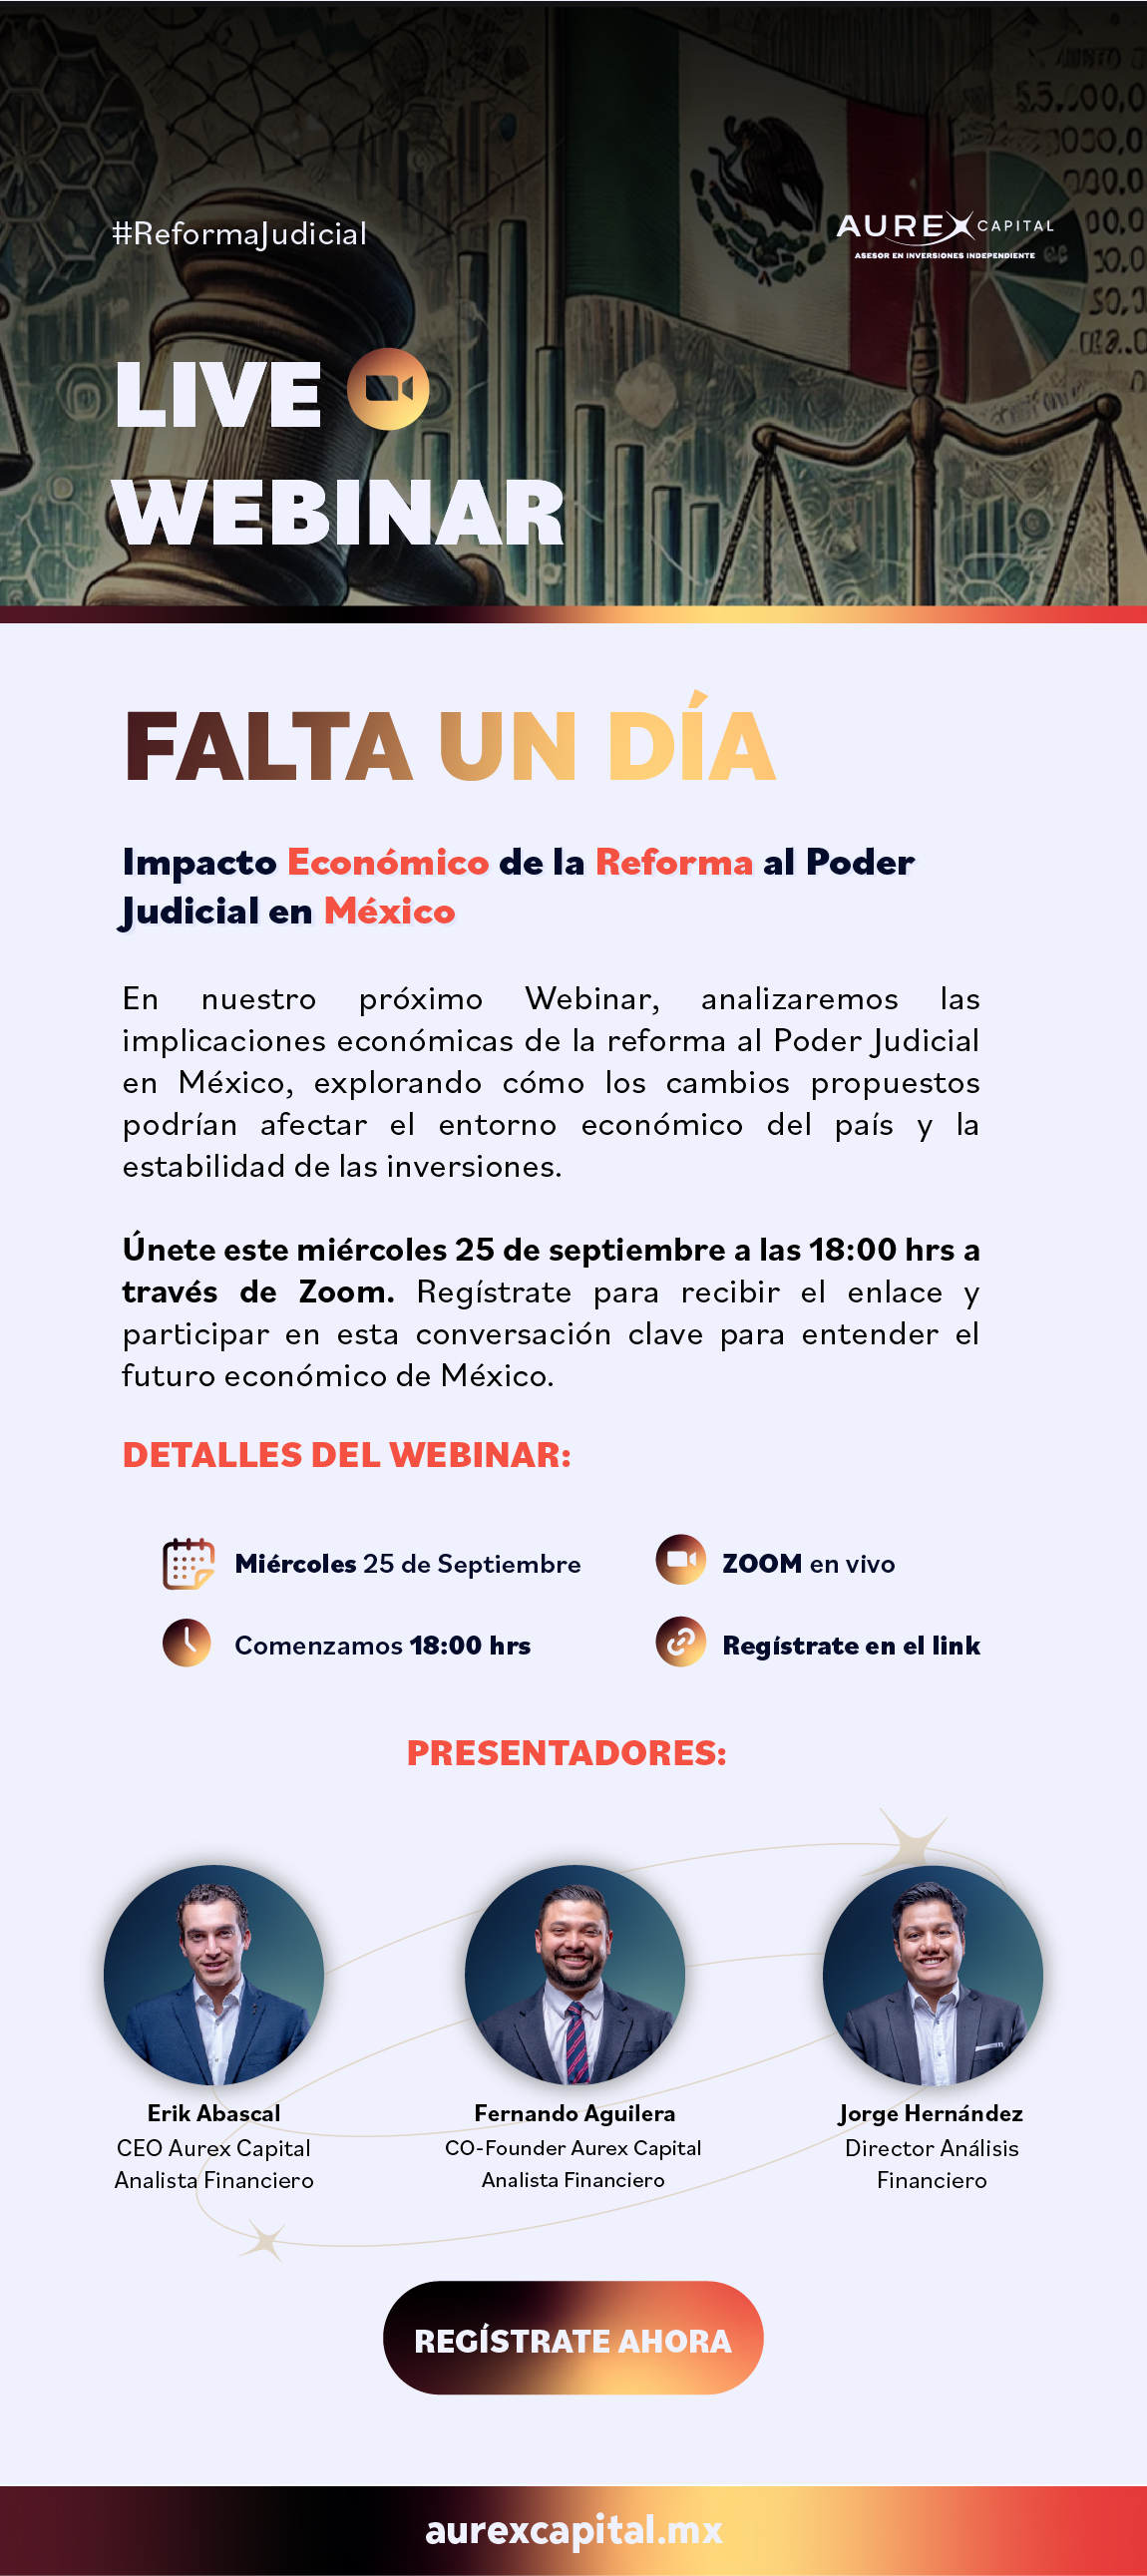 #ReformaJudicial
AUREX CAPITAL
ASESOR EN INVERSIONES INDEPENDIENTE
LIVE
WEBINAR
FALTA UN DÍA
Impacto Económico de la Reforma al Poder
Judicial en México
En nuestro próximo Webinar, analizaremos las
implicaciones económicas de la reforma al Poder Judicial
en México, explorando cómo los cambios propuestos
podrían afectar el entorno económico del país y la
estabilidad de las inversiones.
Únete este miércoles 25 de septiembre a las 18:00 hrs a
través de Zoom. Regístrate para recibir el enlace y
participar en esta conversación clave para entender el
futuro económico de México.
DETALLES DEL WEBINAR:
Miércoles 25 de Septiembre
ZOOM en vivo
Comenzamos 18:00 hrs
Regístrate en el link
PRESENTADORES:
Erik Abascal
CEO Aurex Capital
Analista Financiero
Fernando Aguilera
CO-Founder Aurex Capital
Analista Financiero
Jorge Hernández
Director Análisis
Financiero
REGÍSTRATE AHORA
aurexcapital.mx